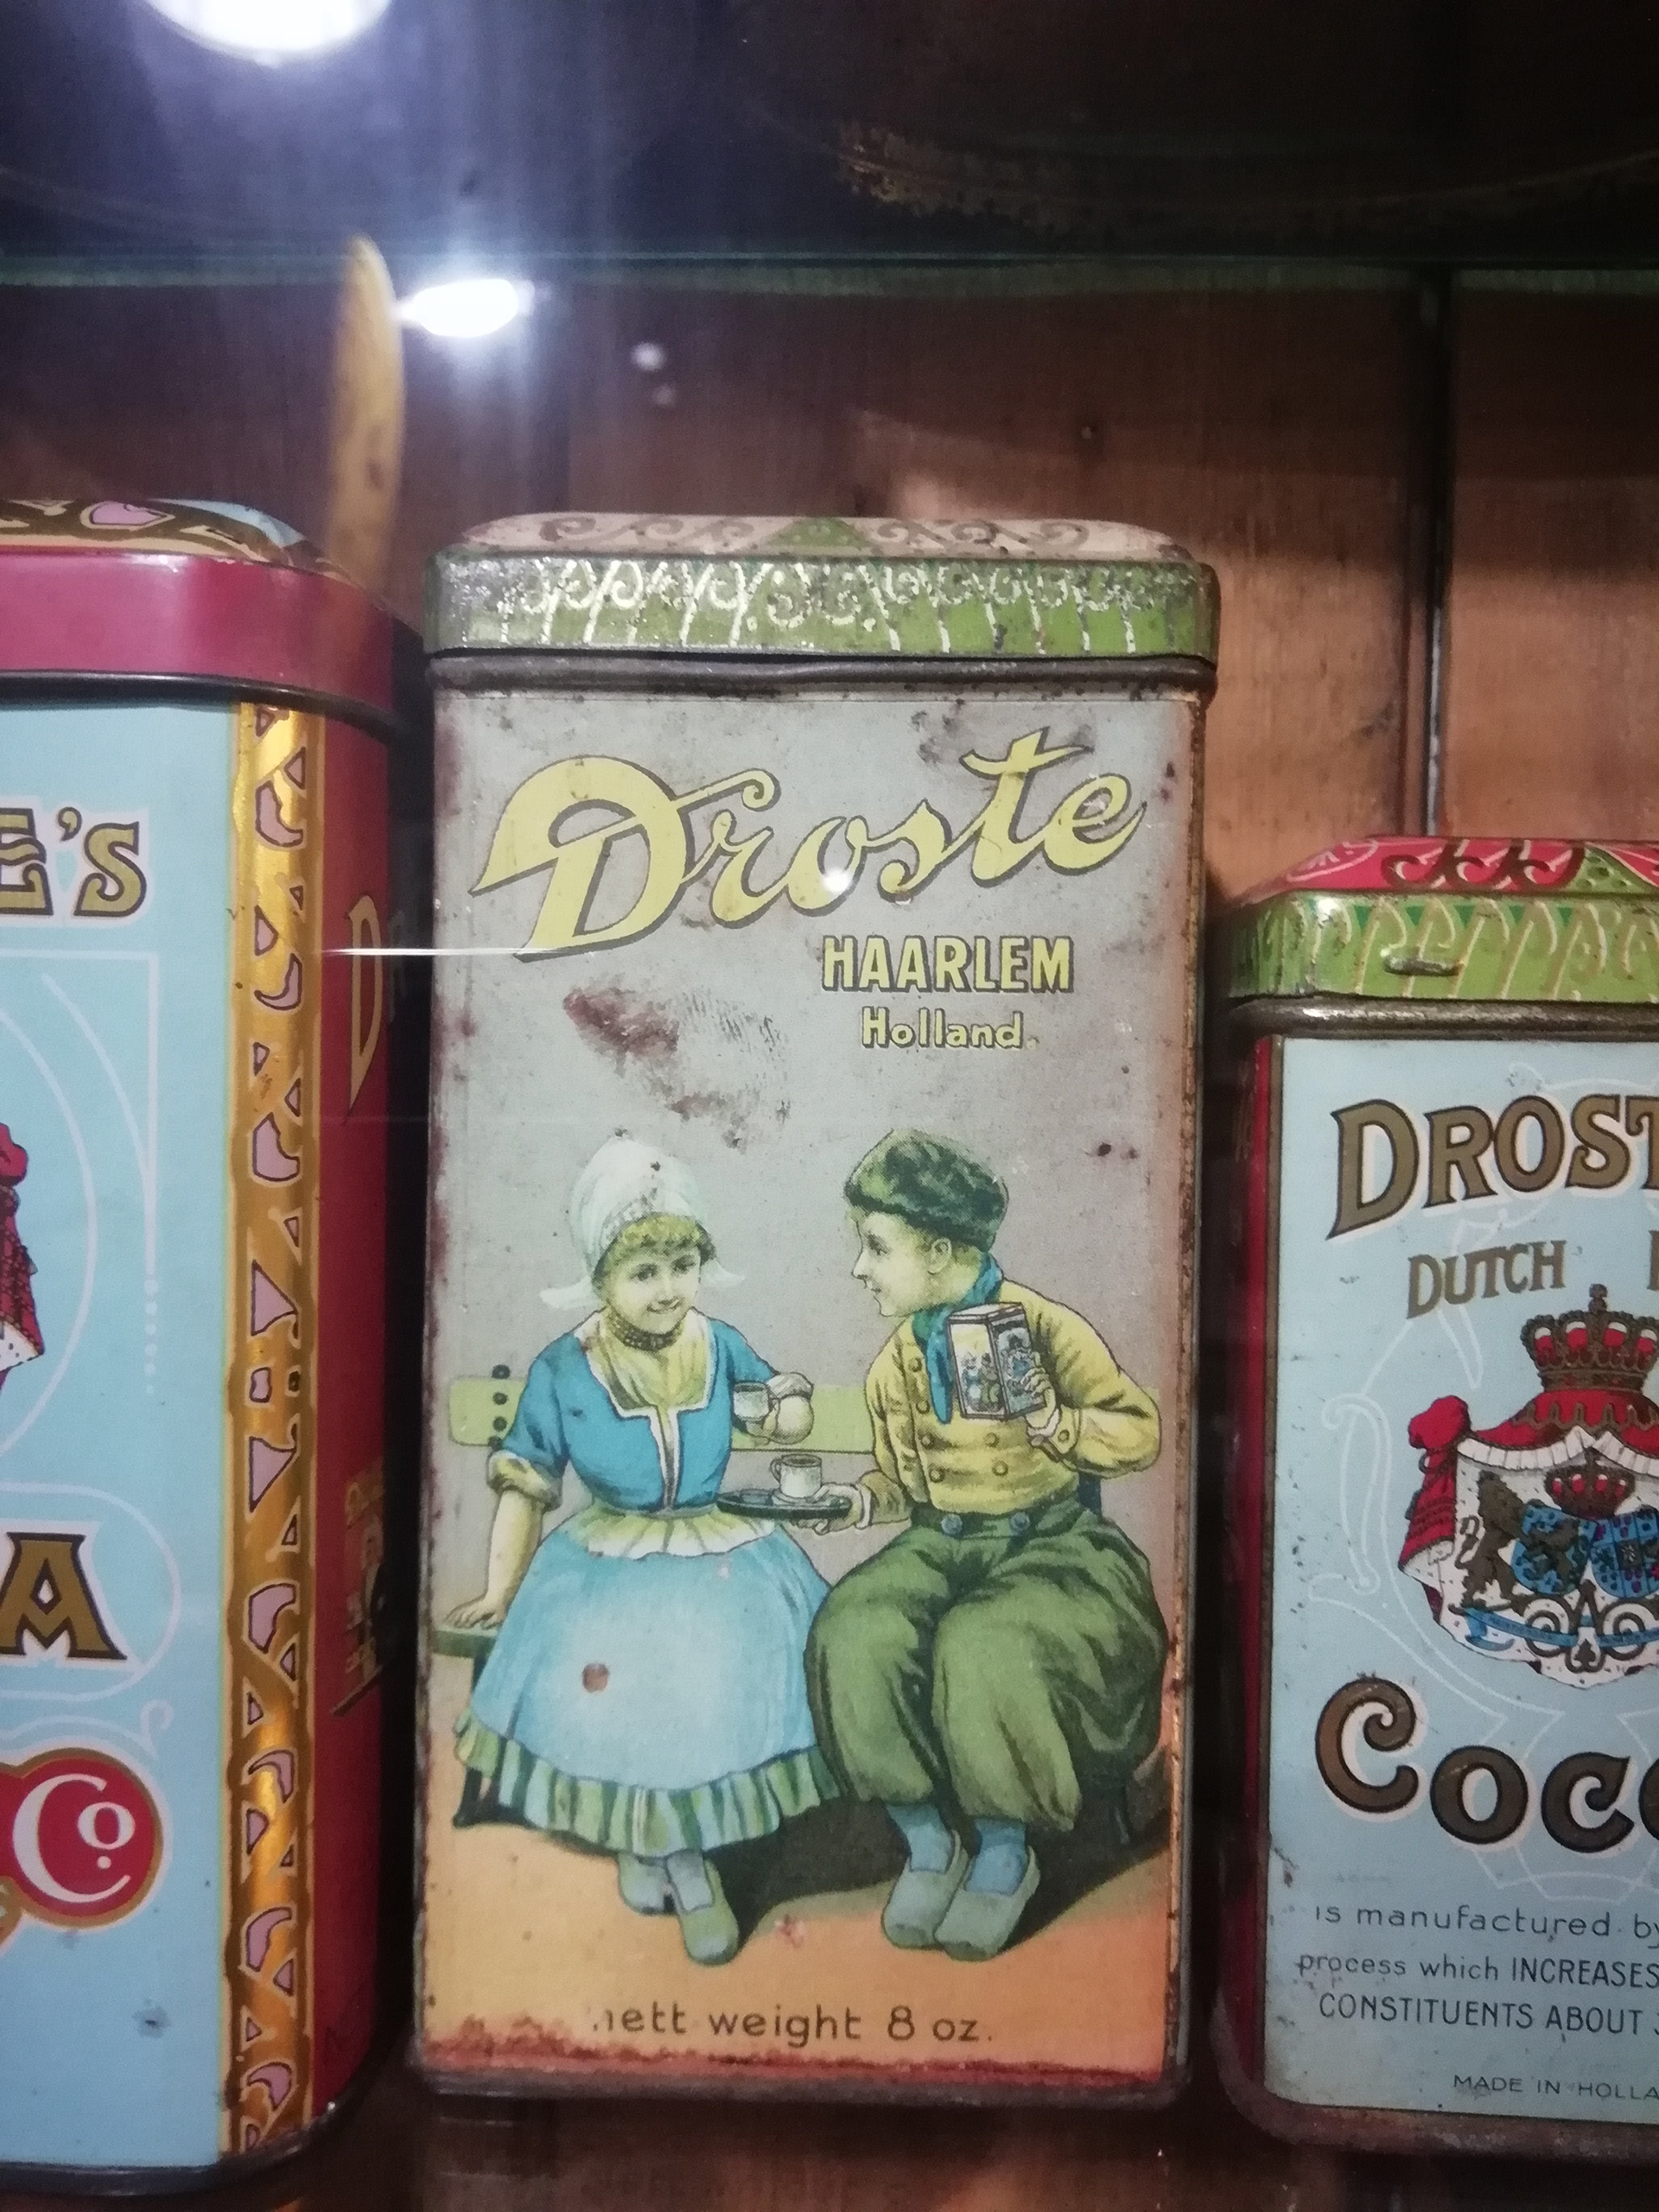 E'S
A
Co
Droste
HAARLEM
Holland.
nett weight 8 oz.
DROST
DUTCH
Coco
is manufactured by
process which INCREASES
CONSTITUENTS ABOUT
MADE IN HOLLA